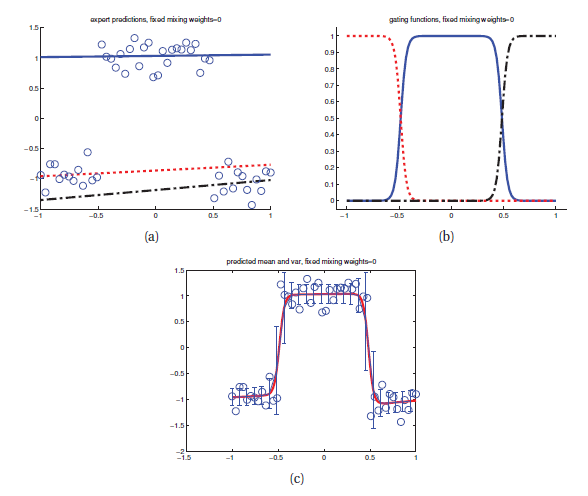 expert predictions, fixed mixing weights=0
1.5
1
0.5
0
−0.5
−1
−1.5
−1 −0.5 0 0.5 1
(a)
gating functions, fixed mixing weights=0
1
0.9
0.8
0.7
0.6
0.5
0.4
0.3
0.2
0.1
0
−1 −0.5 0 0.5 1
(b)
predicted mean and var, fixed mixing weights=0
1.5
1
0.5
0
−0.5
−1
−1.5
−2
−1.5 −1 −0.5 0 0.5 1
(c)